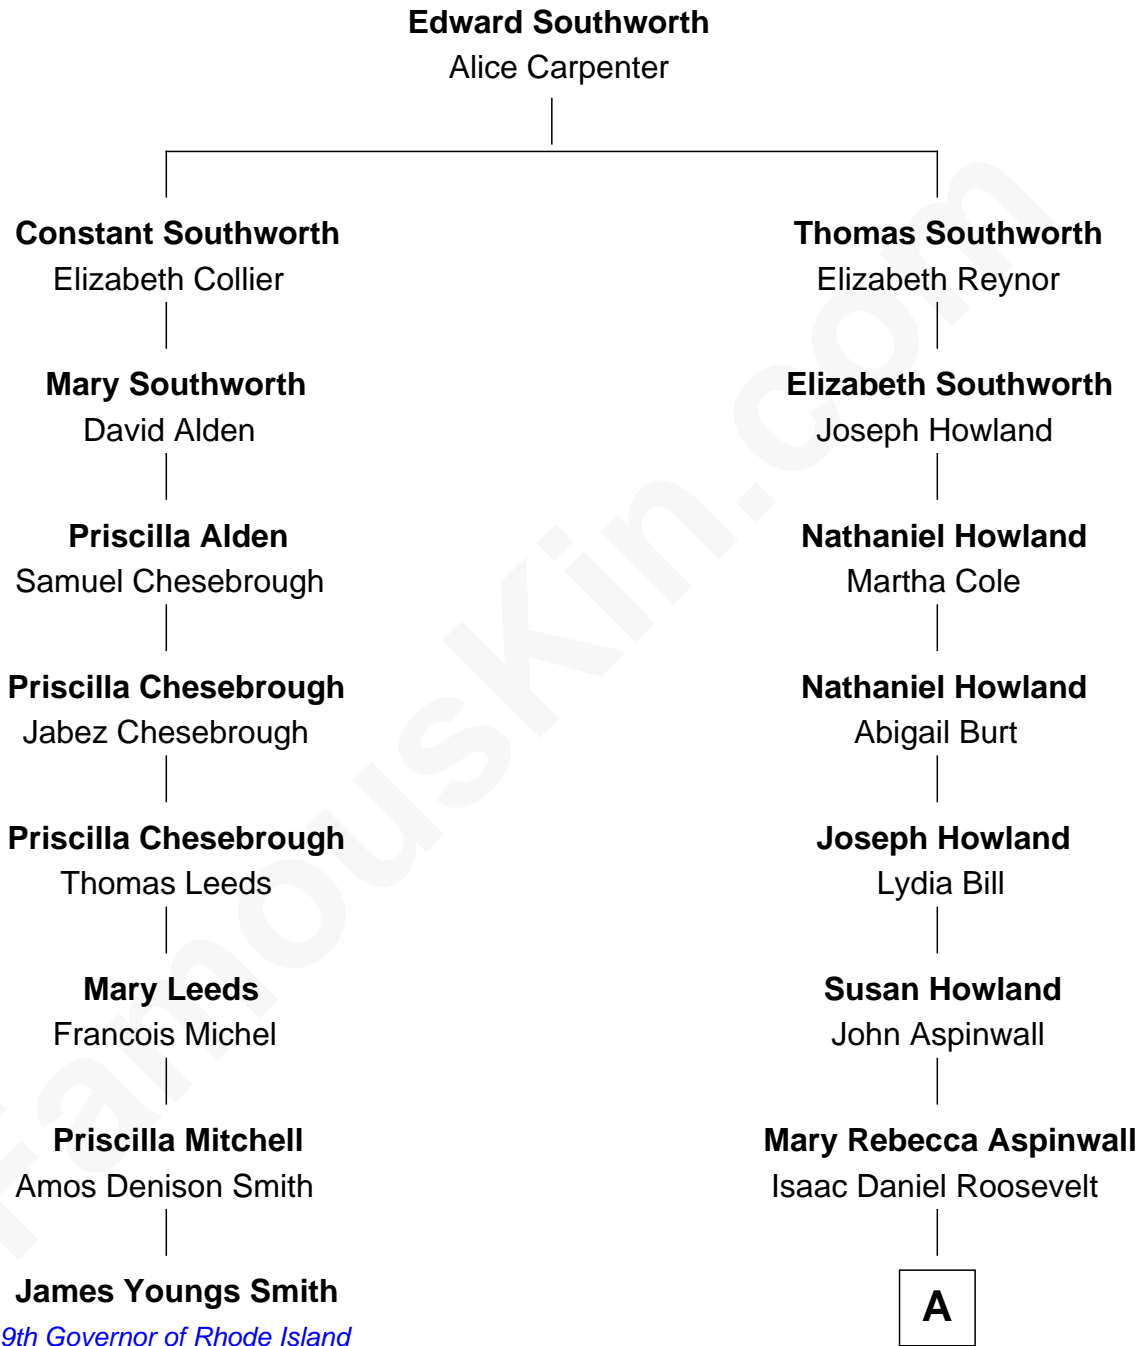 Edward Southworth
Alice Carpenter
Constant Southworth
Elizabeth Collier
Thomas Southworth
Elizabeth Reynor
Mary Southworth
David Alden
Elizabeth Southworth
Joseph Howland
Priscilla Alden
Samuel Chesebrough
Nathaniel Howland
Martha Cole
Priscilla Chesebrough
Jabez Chesebrough
Nathaniel Howland
Abigail Burt
Priscilla Chesebrough
Thomas Leeds
Joseph Howland
Lydia Bill
Mary Leeds
Francois Michel
Susan Howland
John Aspinwall
Priscilla Mitchell
Amos Denison Smith
Mary Rebecca Aspinwall
Isaac Daniel Roosevelt
James Youngs Smith
9th Governor of Rhode Island
A
FamousKin.com